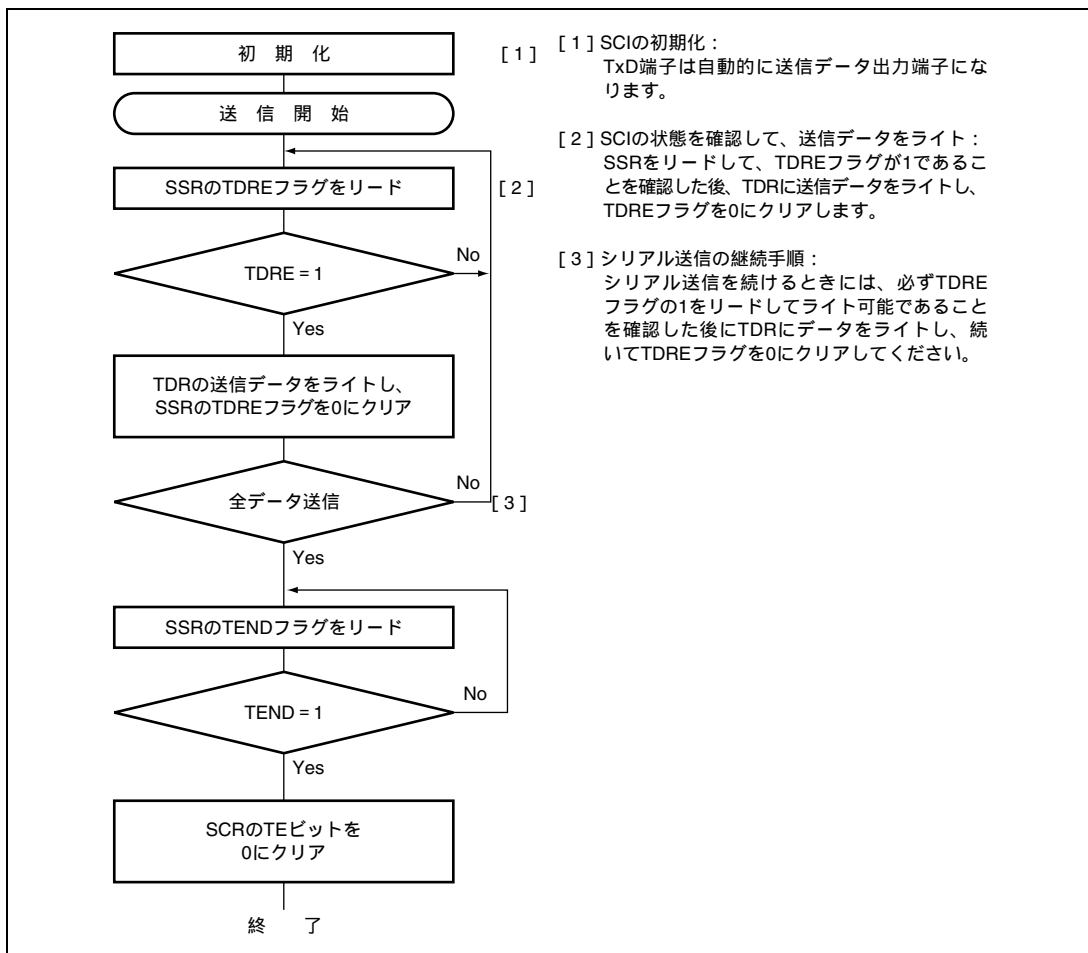 初 期 化
[ 1 ]
送 信 開 始
SSRのTDREフラグをリード
[ 2 ]
TDRE = 1
No
Yes
TDRの送信データをライトし、
SSRのTDREフラグを0にクリア
全データ送信
No
[ 3 ]
Yes
SSRのTENDフラグをリード
TEND = 1
No
Yes
SCRのTEビットを
0にクリア
終 了
[ 1 ] SCIの初期化：
TxD端子は自動的に送信データ出力端子にな
ります。
[ 2 ] SCIの状態を確認して、送信データをライト：
SSRをリードして、TDREフラグが1であるこ
とを確認した後、TDRに送信データをライトし、
TDREフラグを0にクリアします。
[ 3 ] シリアル送信の継続手順：
シリアル送信を続けるときには、必ずTDRE
フラグの1をリードしてライト可能であること
を確認した後にTDRにデータをライトし、続
いてTDREフラグを0にクリアしてください。